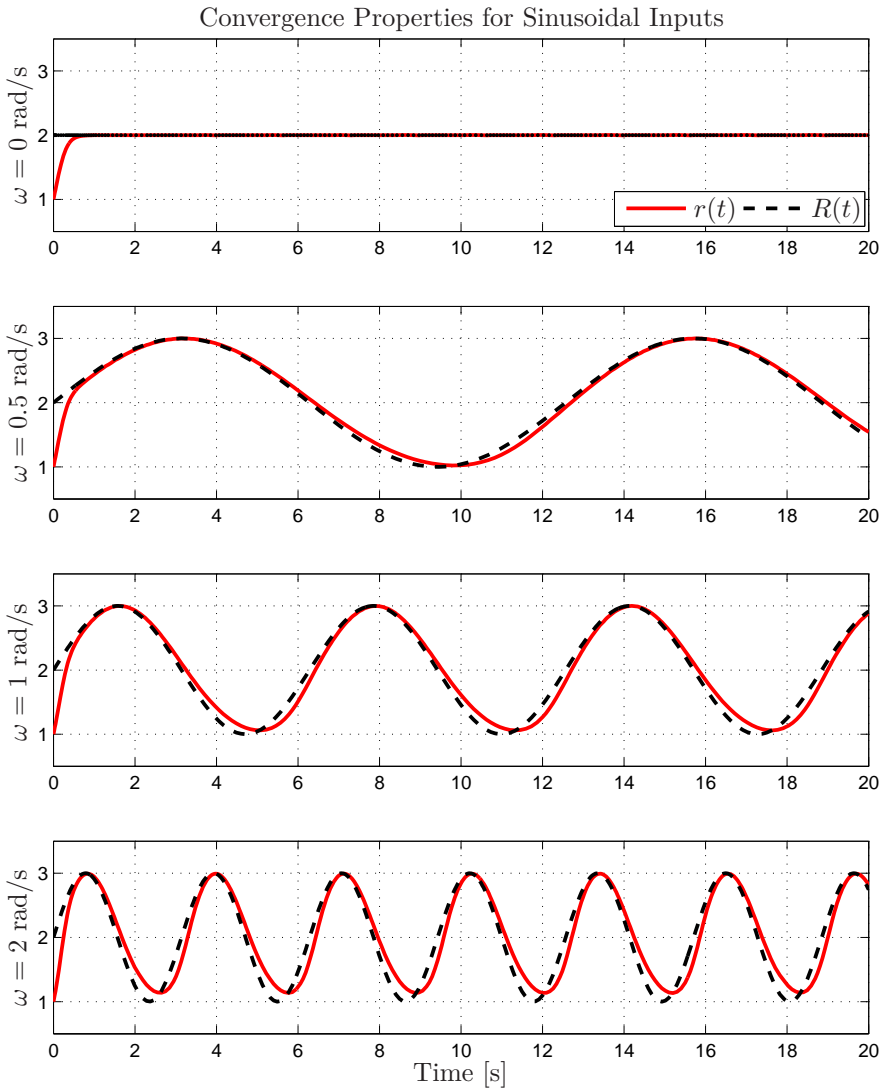 Convergence Properties for Sinusoidal Inputs
ω = 0 rad/s
3
2
1
0 2 4 6 8 10 12 14 16 18 20
r(t) R(t)
ω = 0.5 rad/s
3
2
1
0 2 4 6 8 10 12 14 16 18 20
ω = 1 rad/s
3
2
1
0 2 4 6 8 10 12 14 16 18 20
ω = 2 rad/s
3
2
1
0 2 4 6 8 10 12 14 16 18 20
Time [s]